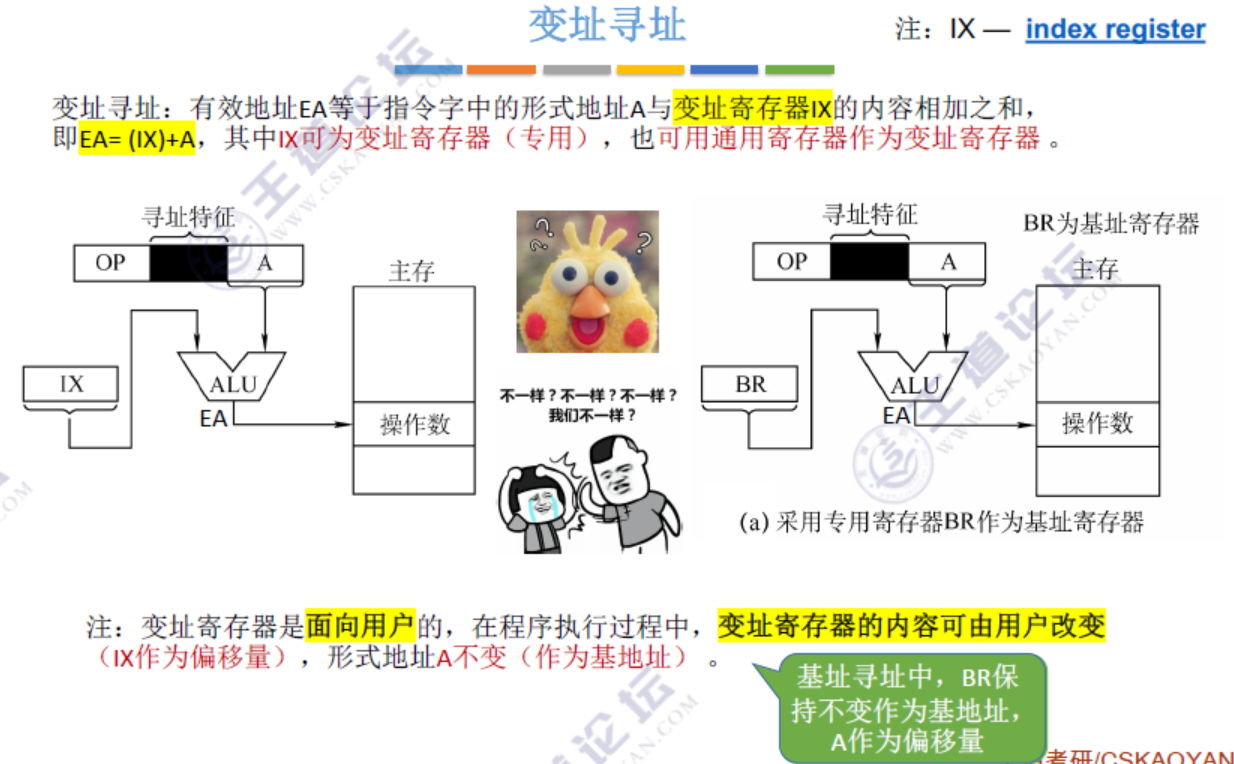 变址寻址
注：IX — index register
变址寻址：有效地址EA等于指令字中的形式地址A与变址寄存器IX的内容相加之和，
即EA= (IX)+A，其中IX可为变址寄存器（专用），也可用通用寄存器作为变址寄存器 。
寻址特征
OP
A
主存
IX
ALU
EA
操作数
不一样？不一样？不一样？
我们不一样？
寻址特征
BR为基址寄存器
OP
A
主存
BR
ALU
EA
操作数
(a) 采用专用寄存器BR作为基址寄存器
注：变址寄存器是面向用户的，在程序执行过程中，变址寄存器的内容可由用户改变
（IX作为偏移量），形式地址A不变（作为基地址） 。
基址寻址中，BR保
持不变作为基地址，
A作为偏移量
考研/CSKAOYAN
王道论坛
WWW.CSKAOYAN.COM